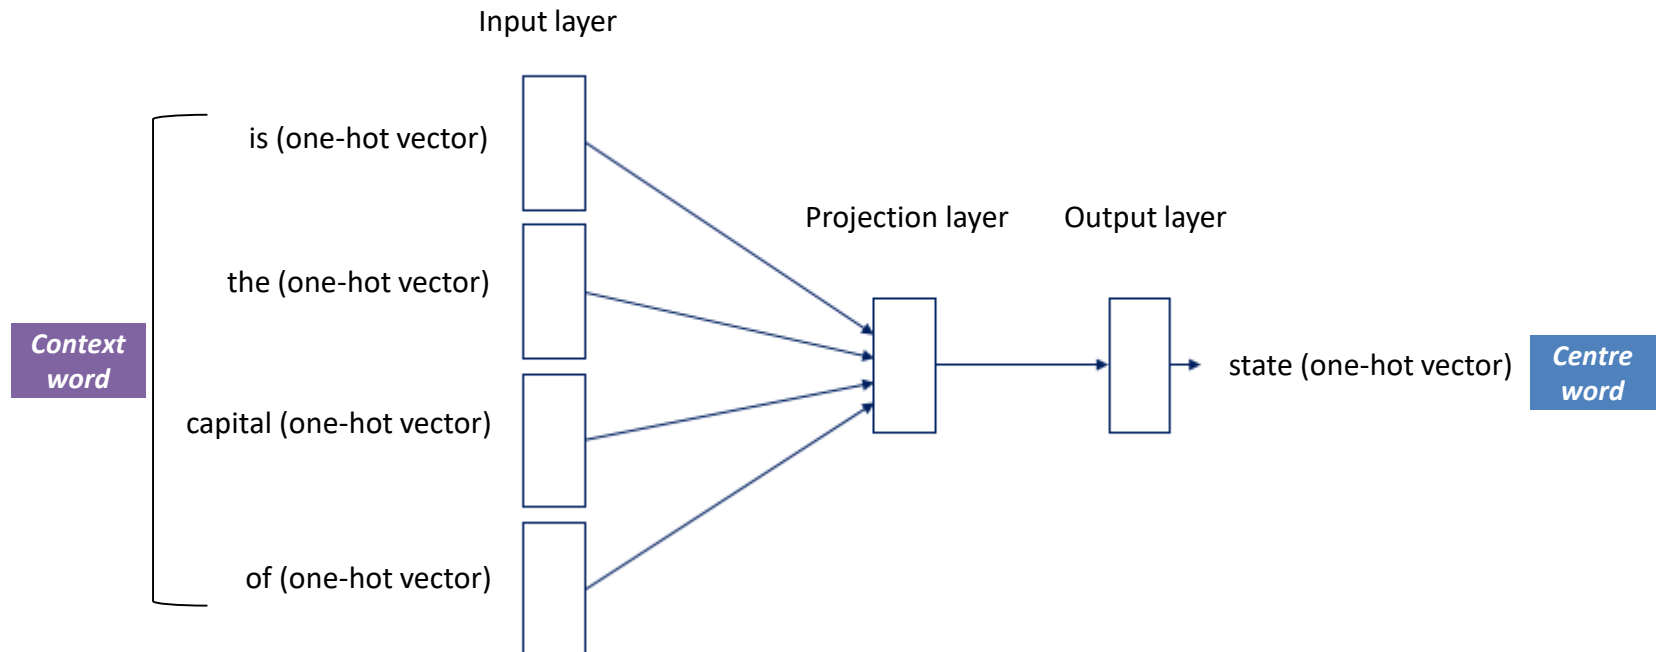 Input layer
is (one-hot vector)
the (one-hot vector)
capital (one-hot vector)
of (one-hot vector)
Context
word
Projection layer
Output layer
state (one-hot vector)
Centre
word